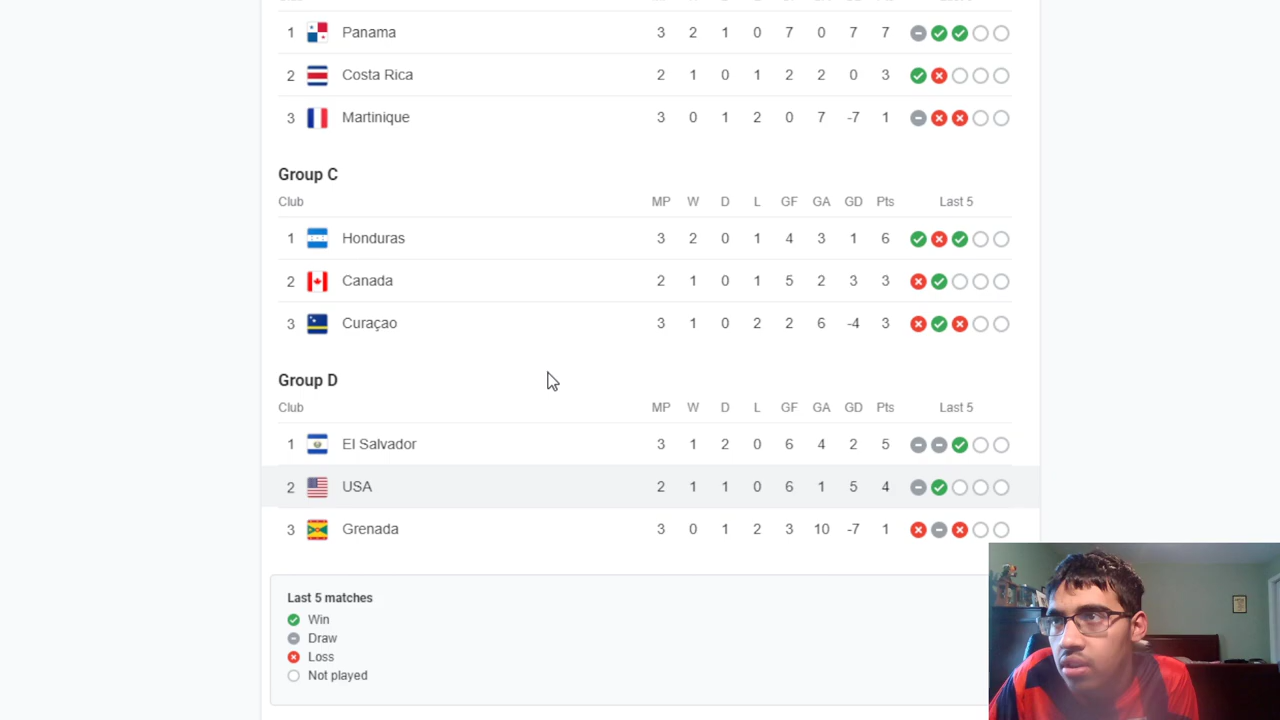 1 Panama 3 2 1 0 7 0 7 7
2 Costa Rica 2 1 0 1 2 2 0 3
3 Martinique 3 0 1 2 0 7 -7 1
Group C
Club MP W D L GF GA GD Pts Last 5
1 Honduras 3 2 0 1 4 3 1 6
2 Canada 2 1 0 1 5 2 3 3
3 Curaçao 3 1 0 2 2 6 -4 3
Group D
Club MP W D L GF GA GD Pts Last 5
1 El Salvador 3 1 2 0 6 4 2 5
2 USA 2 1 1 0 6 1 5 4
3 Grenada 3 0 1 2 3 10 -7 1
Last 5 matches
Win
Draw
Loss
Not played